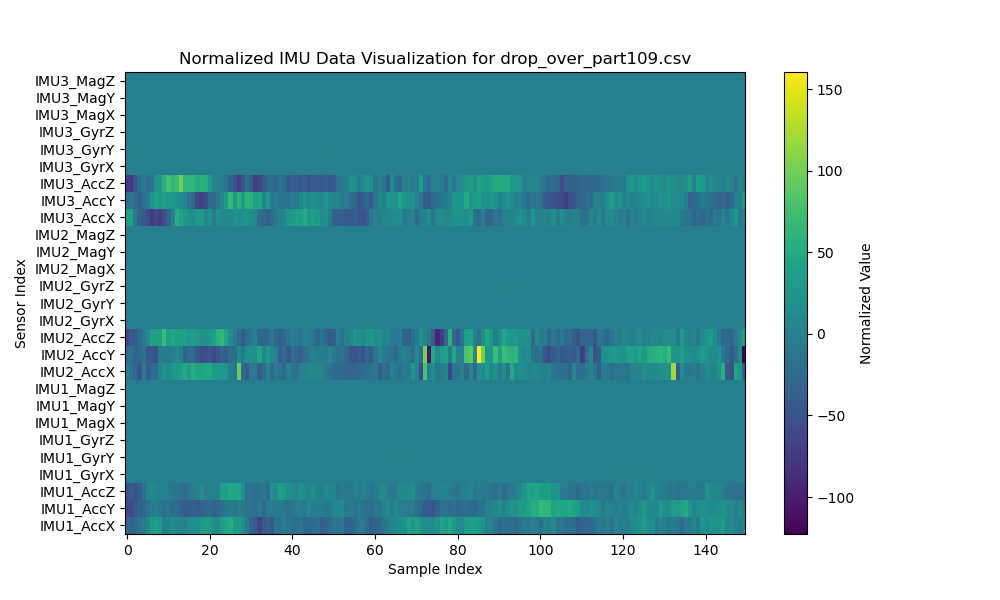 Normalized IMU Data Visualization for drop_over_part109.csv
IMU3_MagZ
IMU3_MagY
IMU3_MagX
IMU3_GyrZ
IMU3_GyrY
IMU3_GyrX
IMU3_AccZ
IMU3_AccY
IMU3_AccX
IMU2_MagZ
IMU2_MagY
IMU2_MagX
IMU2_GyrZ
IMU2_GyrY
IMU2_GyrX
IMU2_AccZ
IMU2_AccY
IMU2_AccX
IMU1_MagZ
IMU1_MagY
IMU1_MagX
IMU1_GyrZ
IMU1_GyrY
IMU1_GyrX
IMU1_AccZ
IMU1_AccY
IMU1_AccX
Sensor Index
0 20 40 60 80 100 120 140
Sample Index
150
100
50
0
−50
−100
Normalized Value